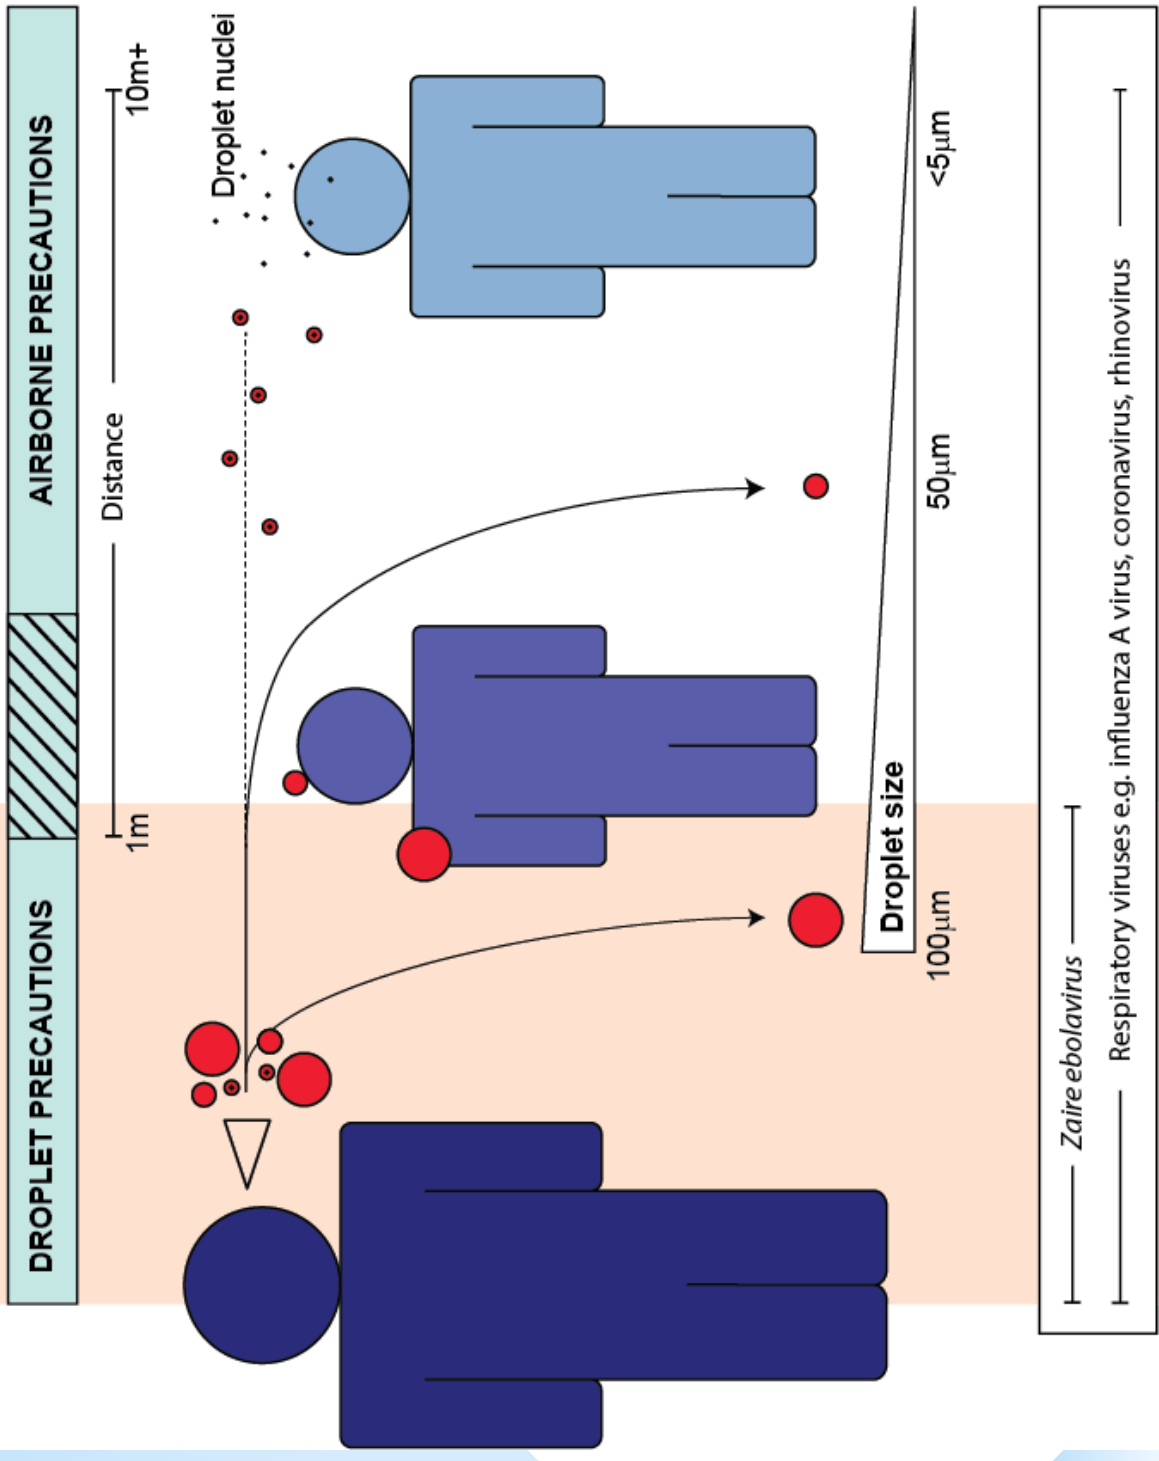 DROPLET PRECAUTIONS
AIRBORNE PRECAUTIONS
1m
Distance
10m+
Droplet nuclei
Droplet size
100μm
50μm
<5μm
Zaire ebolavirus
Respiratory viruses e.g. influenza A virus, coronavirus, rhinovirus